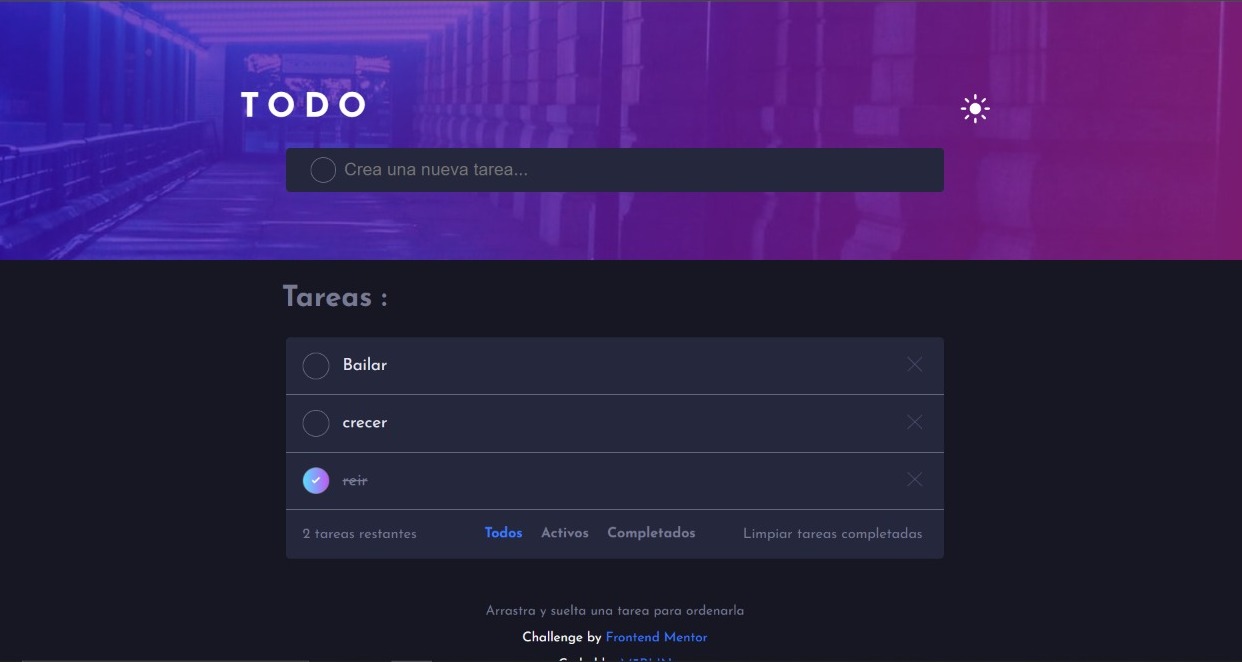 TODO
Crea una nueva tarea...
Tareas :
Bailar
crecer
reir
2 tareas restantes Todos Activos Completados Limpiar tareas completadas
Arrastra y suelta una tarea para ordenarla
Challenge by Frontend Mentor